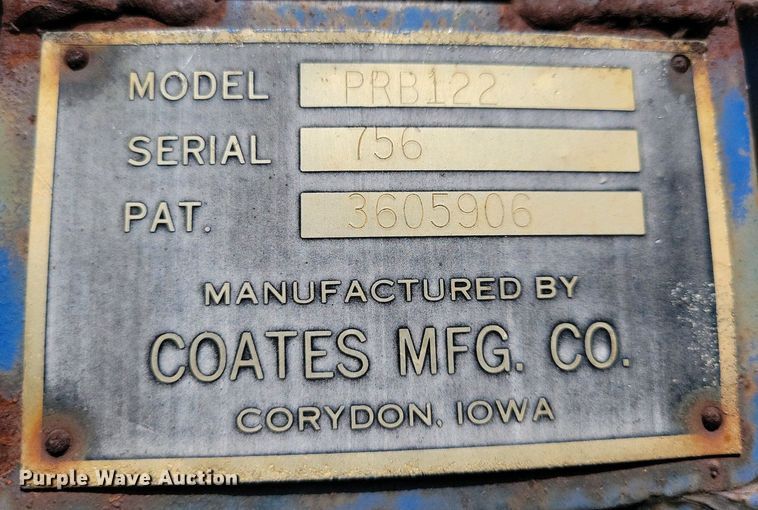 MODEL PRB122
SERIAL 756
PAT. 3605906
MANUFACTURED BY
COATES MFG. CO.
CORYDON, IOWA
Purple Wave Auction